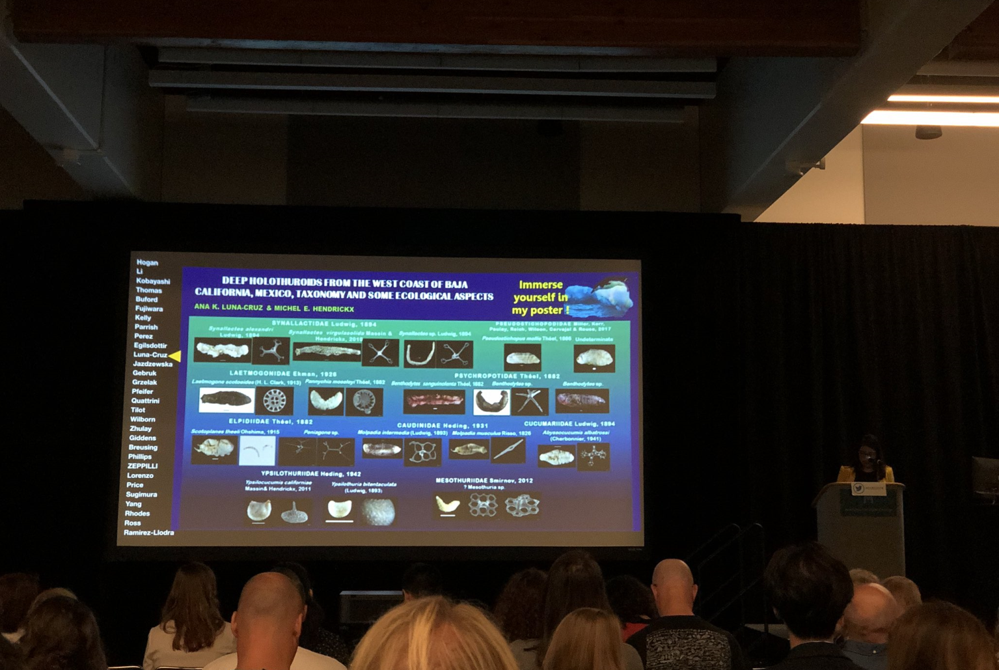 Hogan
Li
Kobayashi
Thomas
Buford
Fujiwara
Kelly
Parrish
Perez
Egilsdottir
Luna-Cruz
Jazdzewska
Gebruk
Grzelak
Pfeifer
Quattrini
Tilot
Wilborn
Zhulay
Giddens
Breusing
Phillips
ZEPPILLI
Lorenzo
Price
Sugimura
Yang
Rhodes
Ross
Ramirez-Llodra
DEEP HOLOTHUROIDS FROM THE WEST COAST OF BAJA
CALIFORNIA, MEXICO, TAXONOMY AND SOME ECOLOGICAL ASPECTS
ANA K. LUNA-CRUZ & MICHEL E. HENDRICKX
Immerse
yourself in
my poster !
SYNALLACTIDAE Ludwig, 1894
Synallactes alexandri
Ludwig, 1894
Synallactes virgulasolida Massin &
Hendrickx, 2010
Synallactes sp. Ludwig, 1894
PSEUDOSTICHOPODIDAE Miller, Kerr,
Paulay, Reich, Wilson, Carvajal & Rouse, 2017
Pseudostichopus mollis Théel, 1886
Undeterminate
LAETMOGONIDAE Ekman, 1926
Laetmogone scotoeides (H. L. Clark, 1913)
Pannychia moseleyi Théel, 1882
PSYCHROPOTIDAE Théel, 1882
Benthodytes sanguinolenta Théel, 1882
Benthodytes sp.
Benthodytes sp.
ELPIDIIDAE Théel, 1882
Scotoplanes theeli Ohshima, 1915
Peniagone sp.
CAUDINIDAE Heding, 1931
Molpadia intermedia (Ludwig, 1893)
Molpadia musculus Risso, 1826
CUCUMARIIDAE Ludwig, 1894
Abyssocucumis albatrossi
(Cherbonnier, 1941)
YPSILOTHURIIDAE Heding, 1942
Ypsilocucumis californiae
Massin& Hendrickx, 2011
Ypsilothuria bitentaculata
(Ludwig, 1893)
MESOTHURIIDAE Smirnov, 2012
? Mesothuria sp.